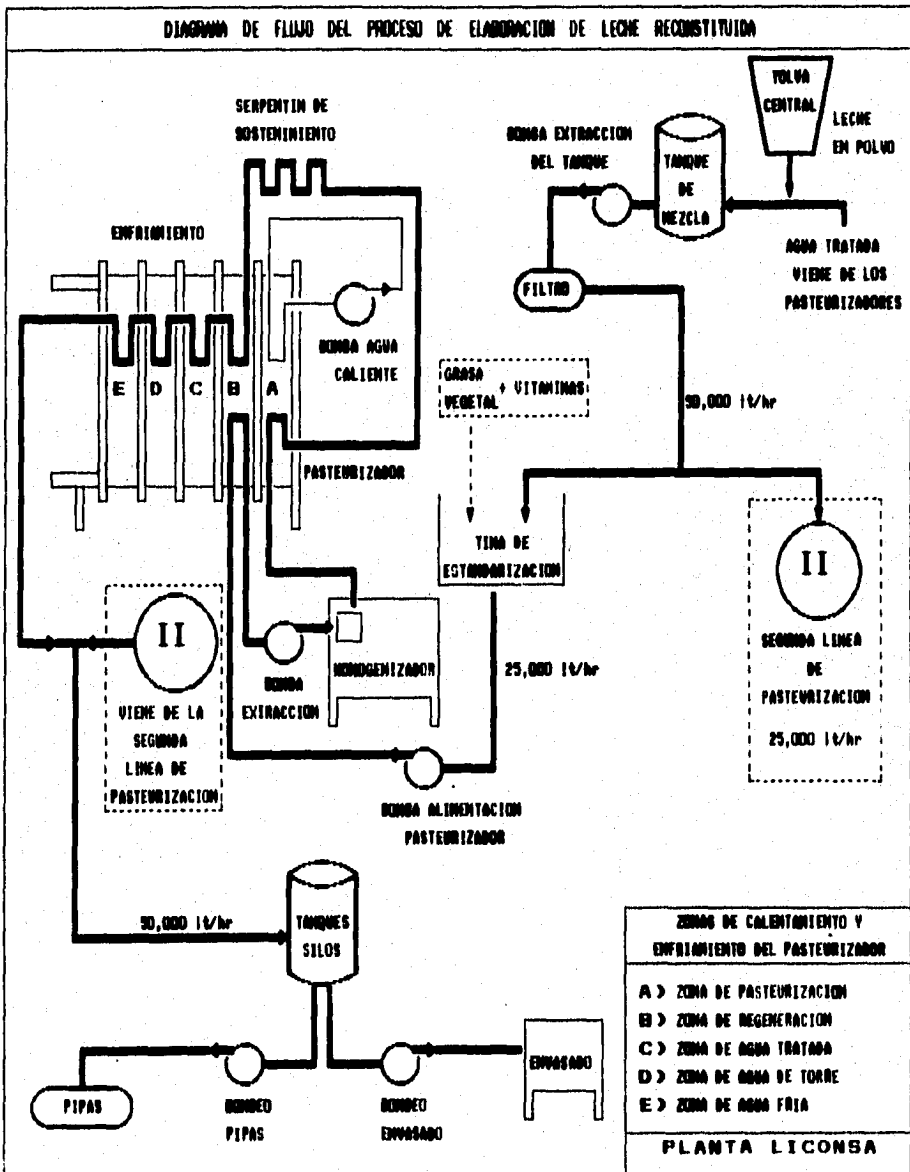 DIAGRAMA DE FLUJO DEL PROCESO DE ELABORACION DE LECHE RECONSTITUIDA
TOLVA
CENTRAL
LECHE
EN POLVO
SERPENTIN DE
SOSTENIMIENTO
BOMBA EXTRACCION
DEL TANQUE
TANQUE
DE
MEZCLA
AGUA TRATADA
VIENE DE LOS
PASTEURIZADORES
ENFRIAMIENTO
FILTRO
BOMBA AGUA
CALIENTE
E D C B A
GRASA
VEGETAL + VITAMINAS
50,000 lt/hr
PASTEURIZADOR
TINA DE
ESTANDARIZACION
II
SEGUNDA LINEA
DE
PASTEURIZACION
25,000 lt/hr
II
VIENE DE LA
SEGUNDA
LINEA DE
PASTEURIZACION
BOMBA
EXTRACCION
HOMOGENIZADOR
25,000 lt/hr
BOMBA ALIMENTACION
PASTEURIZADOR
50,000 lt/hr
TANQUES
SILOS
PIPAS
BOMBEO
PIPAS
BOMBEO
ENVASADO
ENVASADO
ZONAS DE CALENTAMIENTO Y
ENFRIAMIENTO DEL PASTEURIZADOR
A) ZONA DE PASTEURIZACION
B) ZONA DE REGENERACION
C) ZONA DE AGUA TRATADA
D) ZONA DE AGUA DE TORRE
E) ZONA DE AGUA FRIA
PLANTA LICONSA